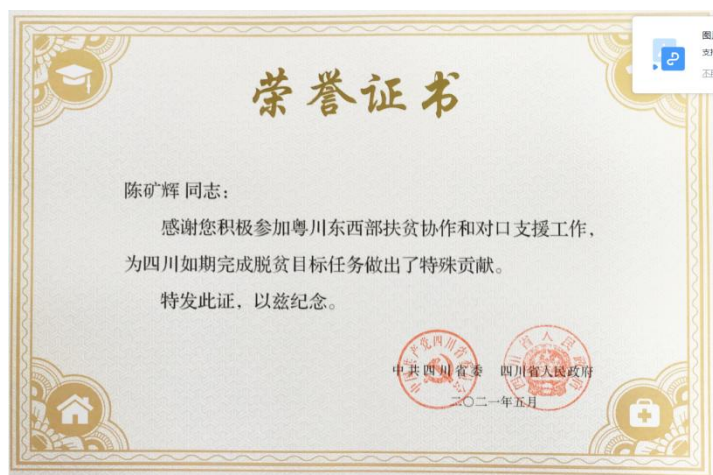 荣誉证书
陈矿辉 同志：
感谢您积极参加粤川东西部扶贫协作和对口支援工作，
为四川如期完成脱贫目标任务做出了特殊贡献。
特发此证，以兹纪念。
中共四川省委 四川省人民政府
二〇二一年五月